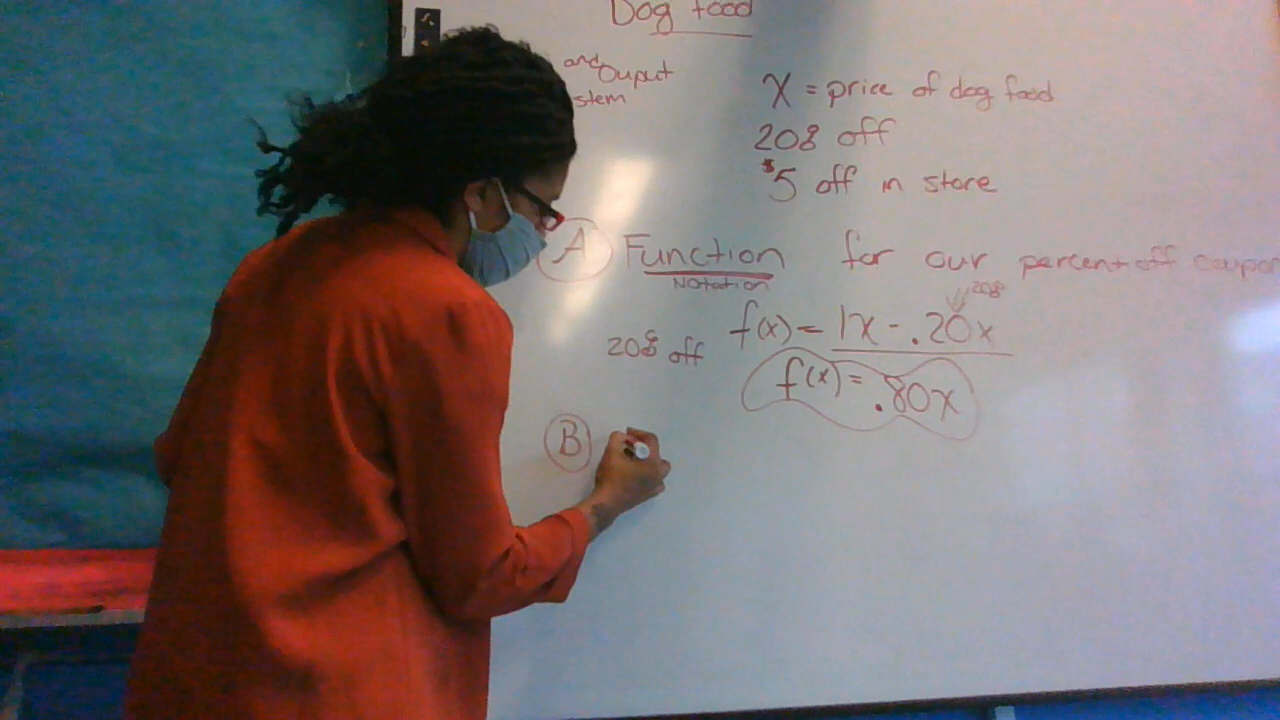 Dog food
and Ouput
stem
X = price of dog food
20% off
$5 off in store
A Function for our percent off coupon
Notation
20%
20% off f(x) = 1x - .20x
f(x) = .80x
B